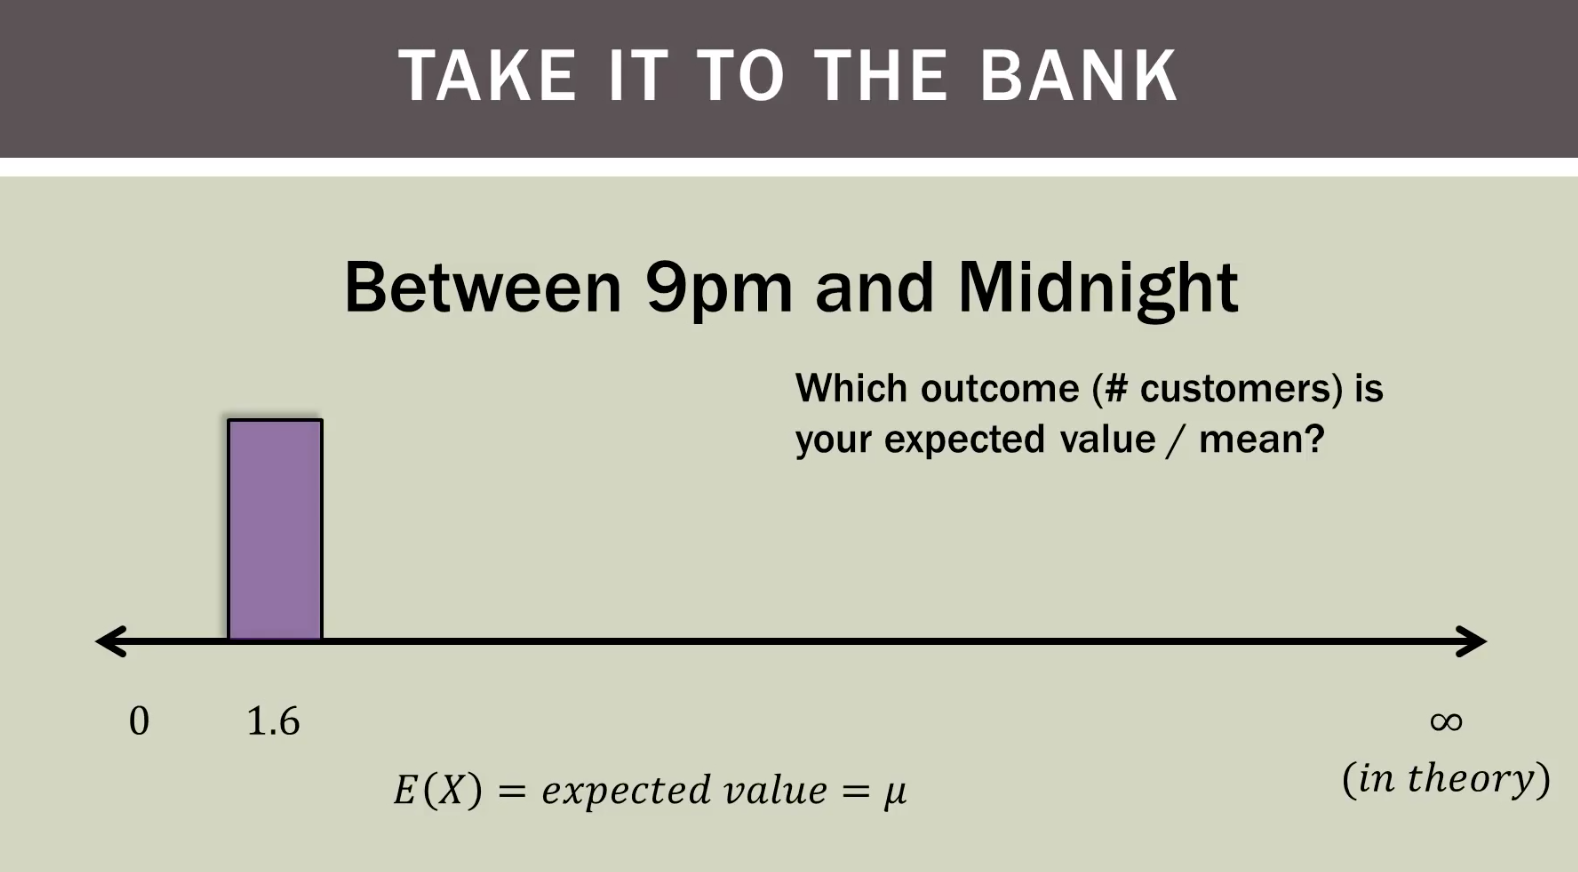 TAKE IT TO THE BANK
Between 9pm and Midnight
Which outcome (# customers) is
your expected value / mean?
0 1.6 ∞
(in theory)
E(X) = expected value = μ